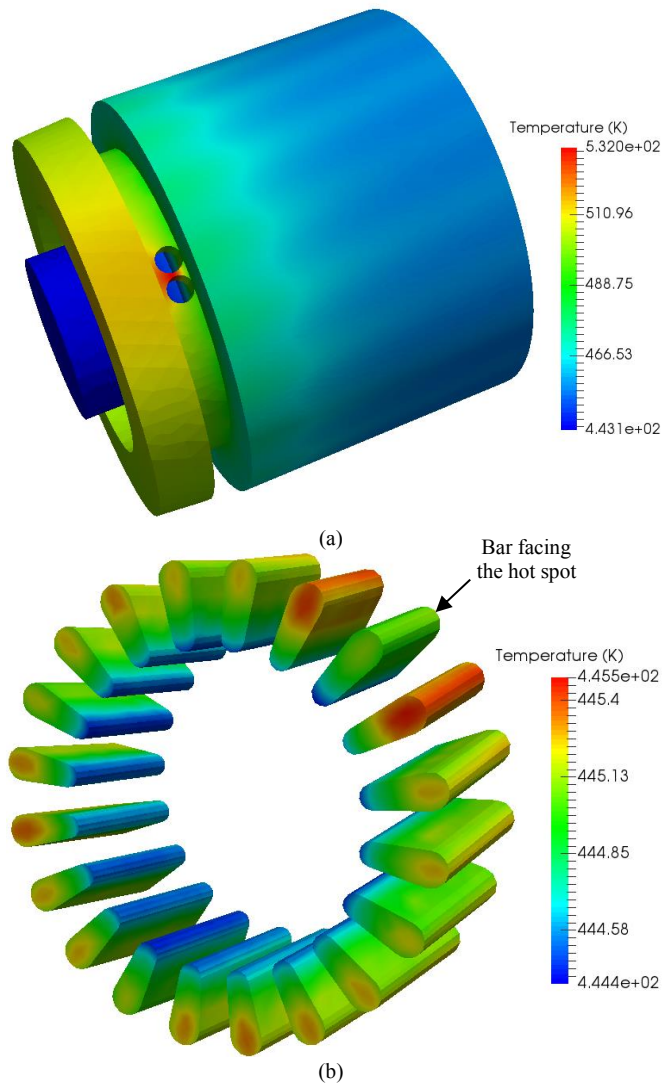 Temperature (K)
5.320e+02
510.96
488.75
466.53
4.431e+02
(a)
Bar facing
the hot spot
Temperature (K)
4.455e+02
445.4
445.13
444.85
444.58
4.444e+02
(b)